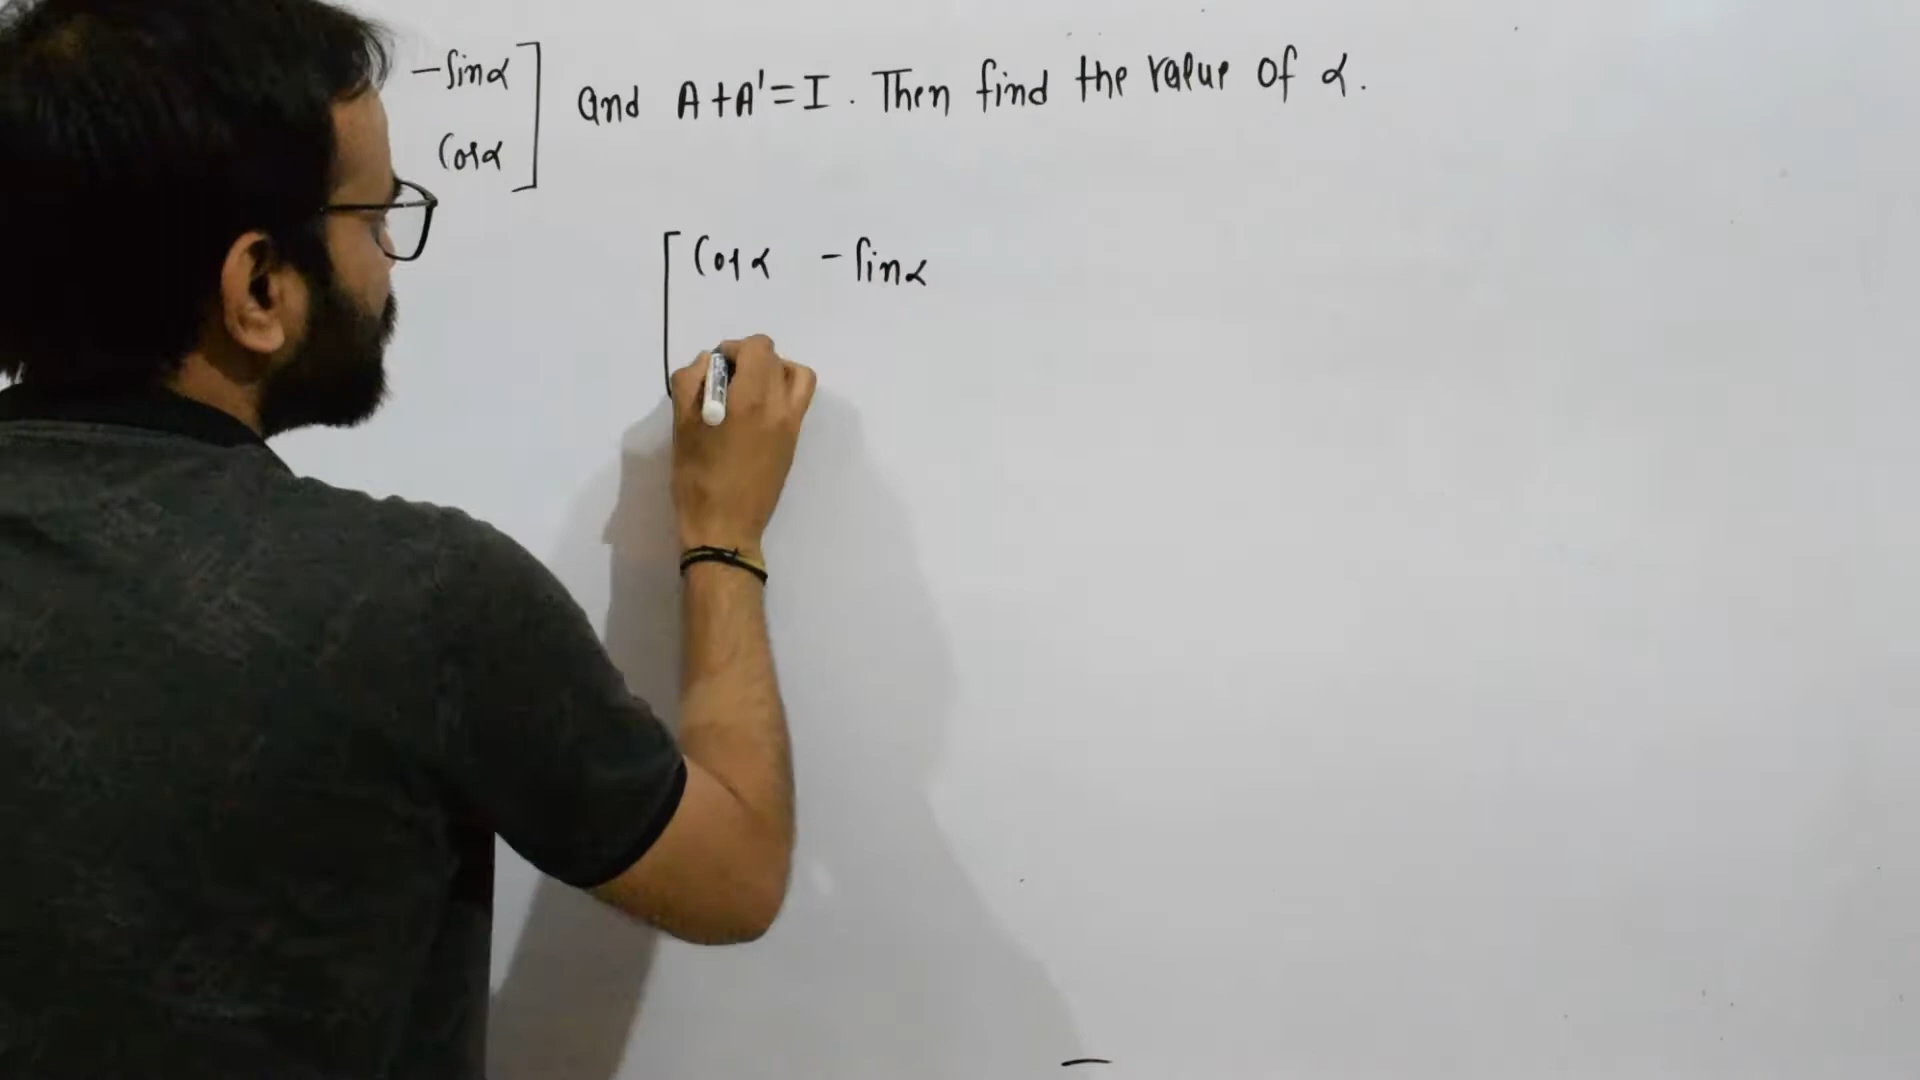 -sinα ] and A+A'=I. Then find the value of α.
cosα
[ cosα -sinα